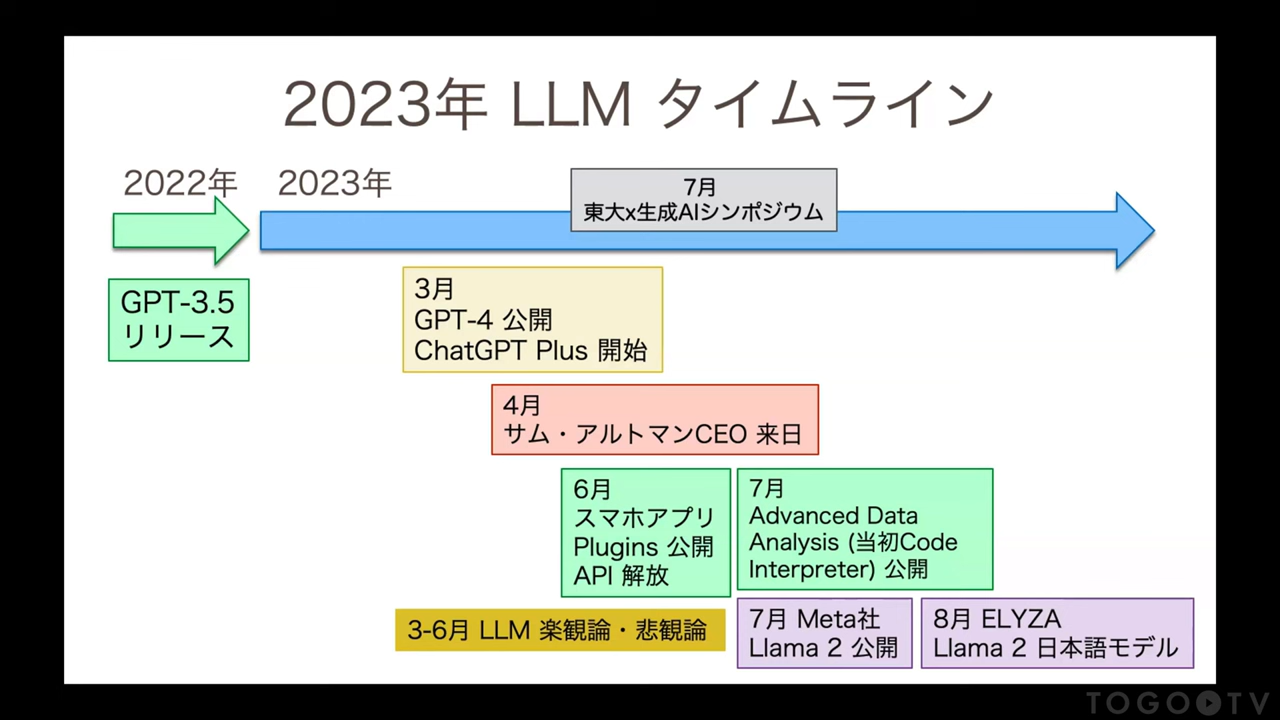 2023年 LLM タイムライン
2022年
2023年
7月
東大x生成AIシンポジウム
GPT-3.5
リリース
3月
GPT-4 公開
ChatGPT Plus 開始
4月
サム・アルトマンCEO 来日
6月
スマホアプリ
Plugins 公開
API 解放
7月
Advanced Data
Analysis (当初Code
Interpreter) 公開
3-6月 LLM 楽観論・悲観論
7月 Meta社
Llama 2 公開
8月 ELYZA
Llama 2 日本語モデル
TOGO TV